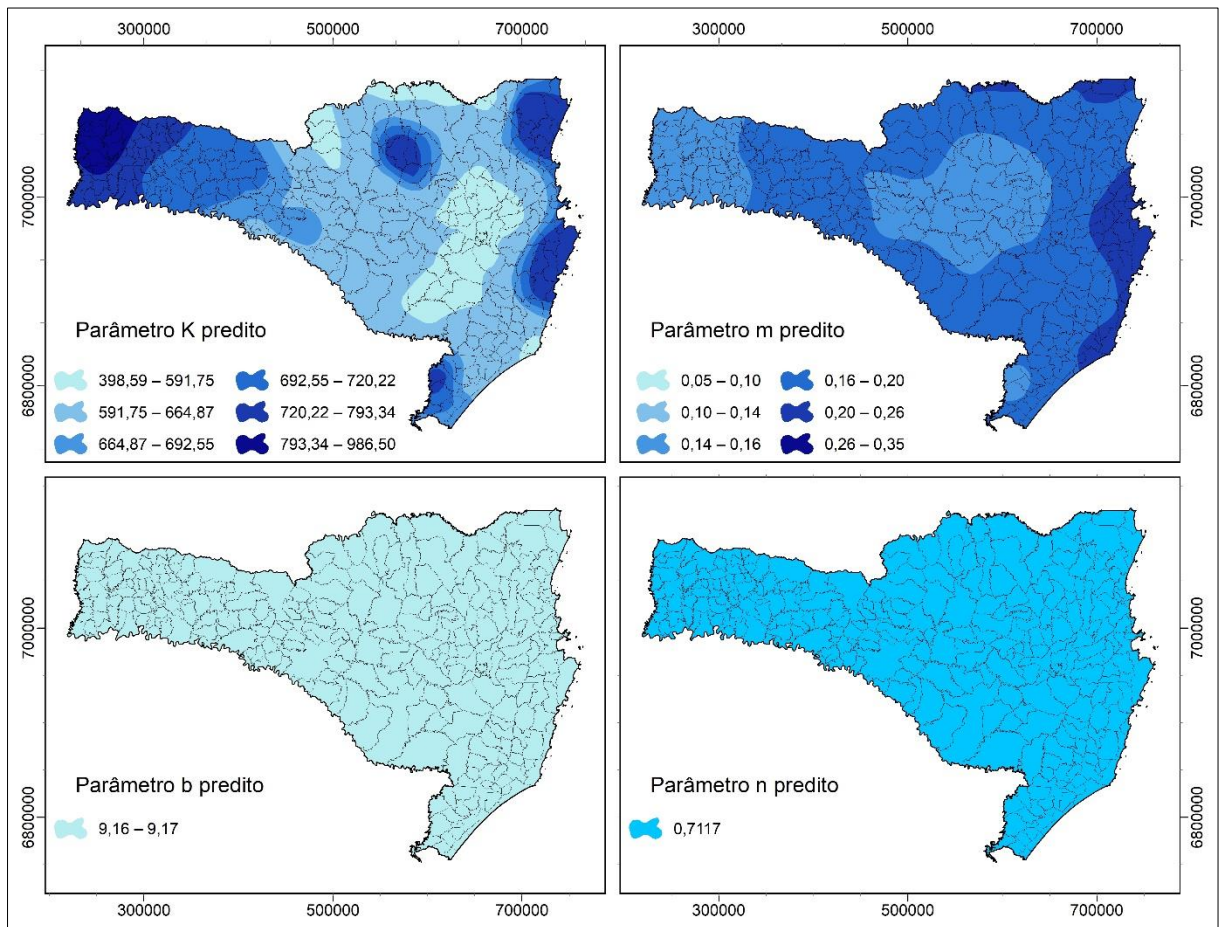 300000 500000 700000 300000 500000 700000
7000000
6800000
Parâmetro K predito
398,59 – 591,75
591,75 – 664,87
664,87 – 692,55
692,55 – 720,22
720,22 – 793,34
793,34 – 986,50
Parâmetro m predito
0,05 – 0,10
0,10 – 0,14
0,14 – 0,16
0,16 – 0,20
0,20 – 0,26
0,26 – 0,35
7000000
6800000
7000000
6800000
Parâmetro b predito
9,16 – 9,17
Parâmetro n predito
0,7117
7000000
6800000
300000 500000 700000 300000 500000 700000